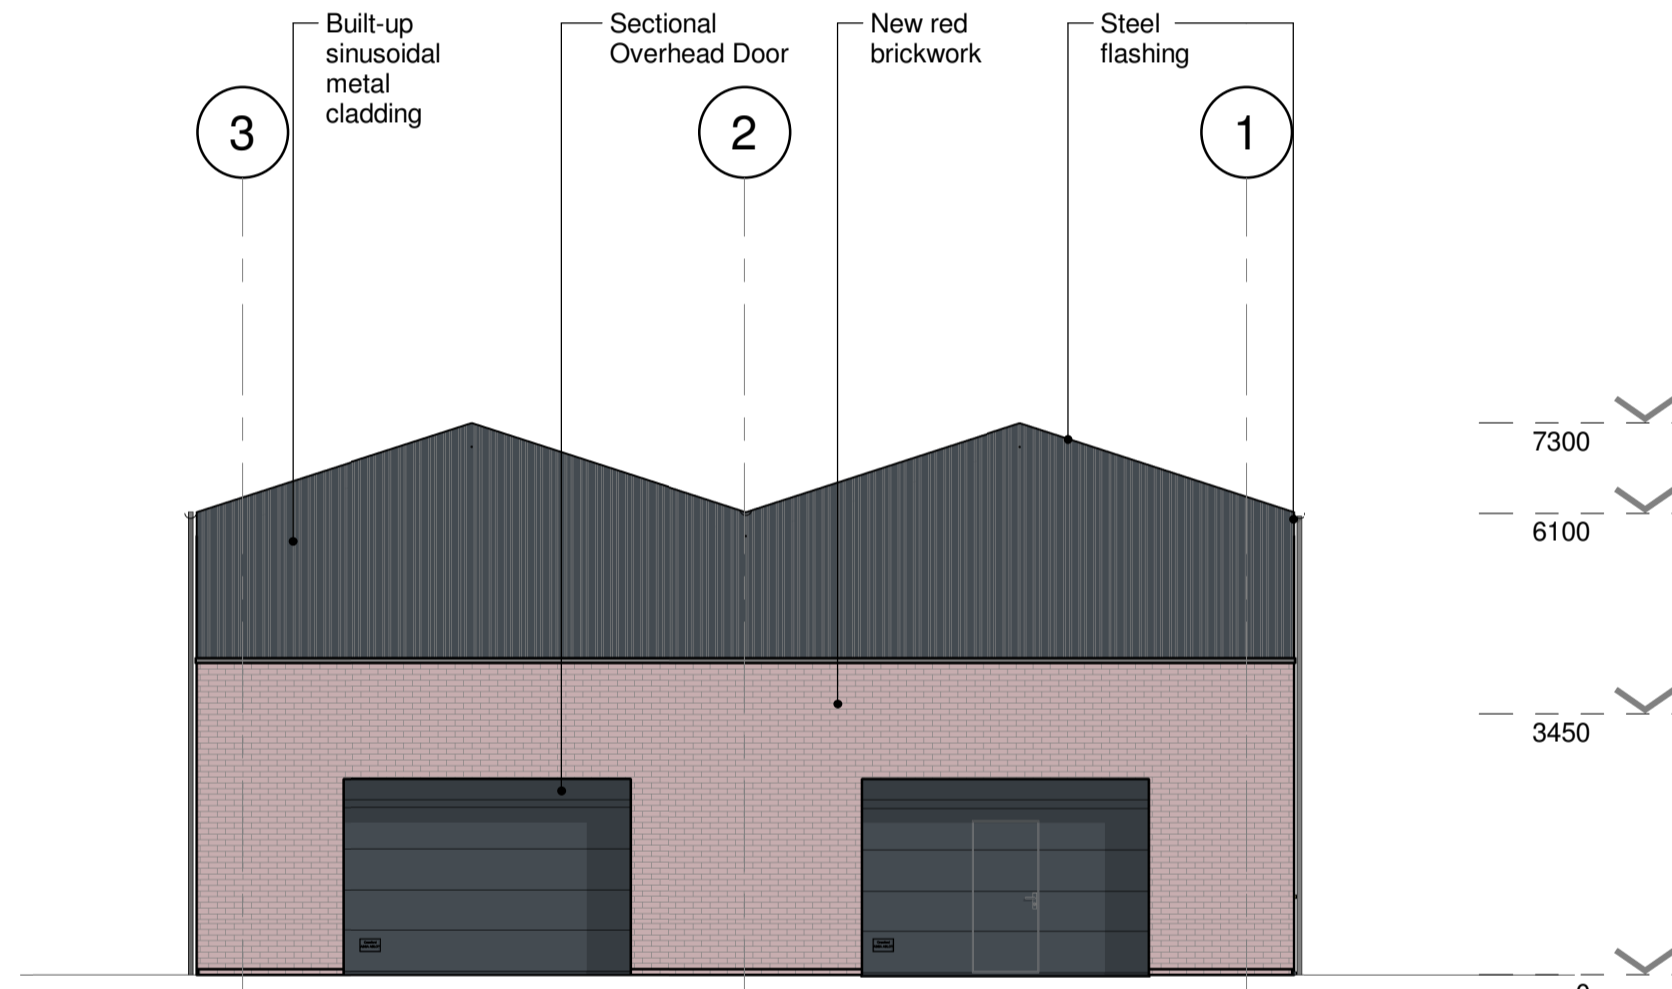 Built-up
sinusoidal
metal
cladding
Sectional
Overhead Door
New red
brickwork
Steel
flashing
3
2
1
7300
6100
3450